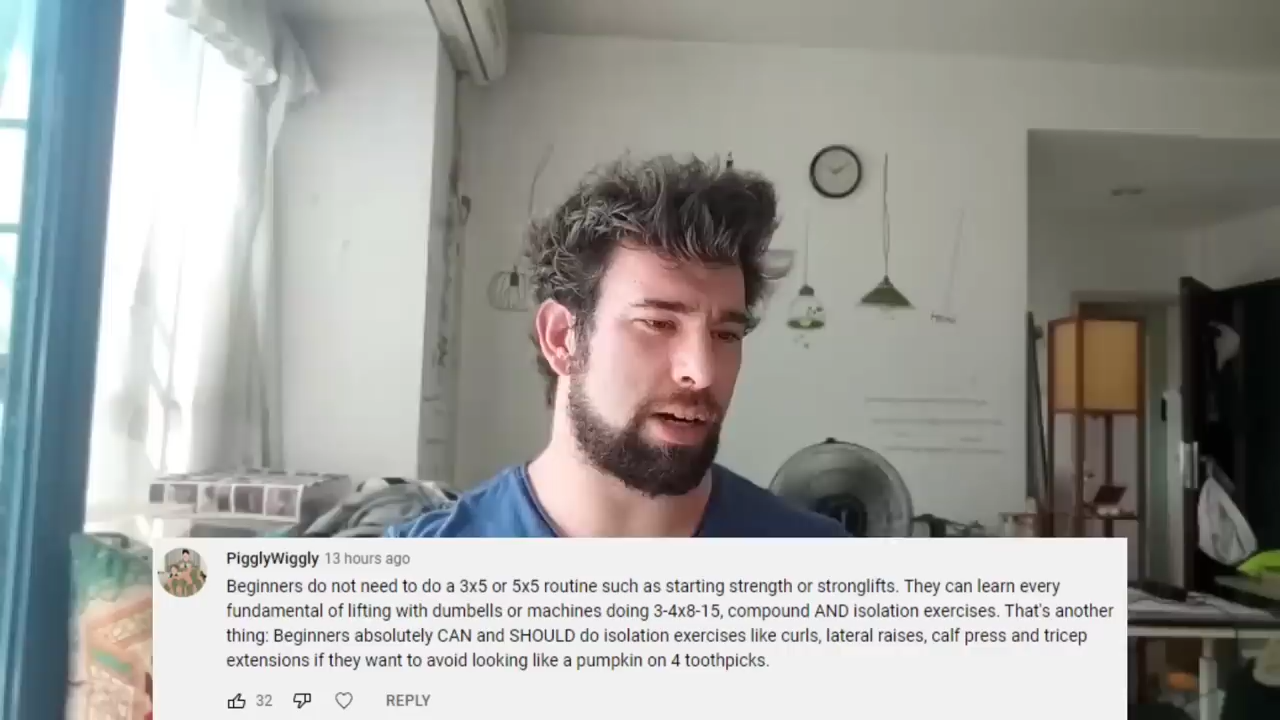 PigglyWiggly 13 hours ago
Beginners do not need to do a 3x5 or 5x5 routine such as starting strength or stronglifts. They can learn every
fundamental of lifting with dumbells or machines doing 3-4x8-15, compound AND isolation exercises. That's another
thing: Beginners absolutely CAN and SHOULD do isolation exercises like curls, lateral raises, calf press and tricep
extensions if they want to avoid looking like a pumpkin on 4 toothpicks.
32 REPLY